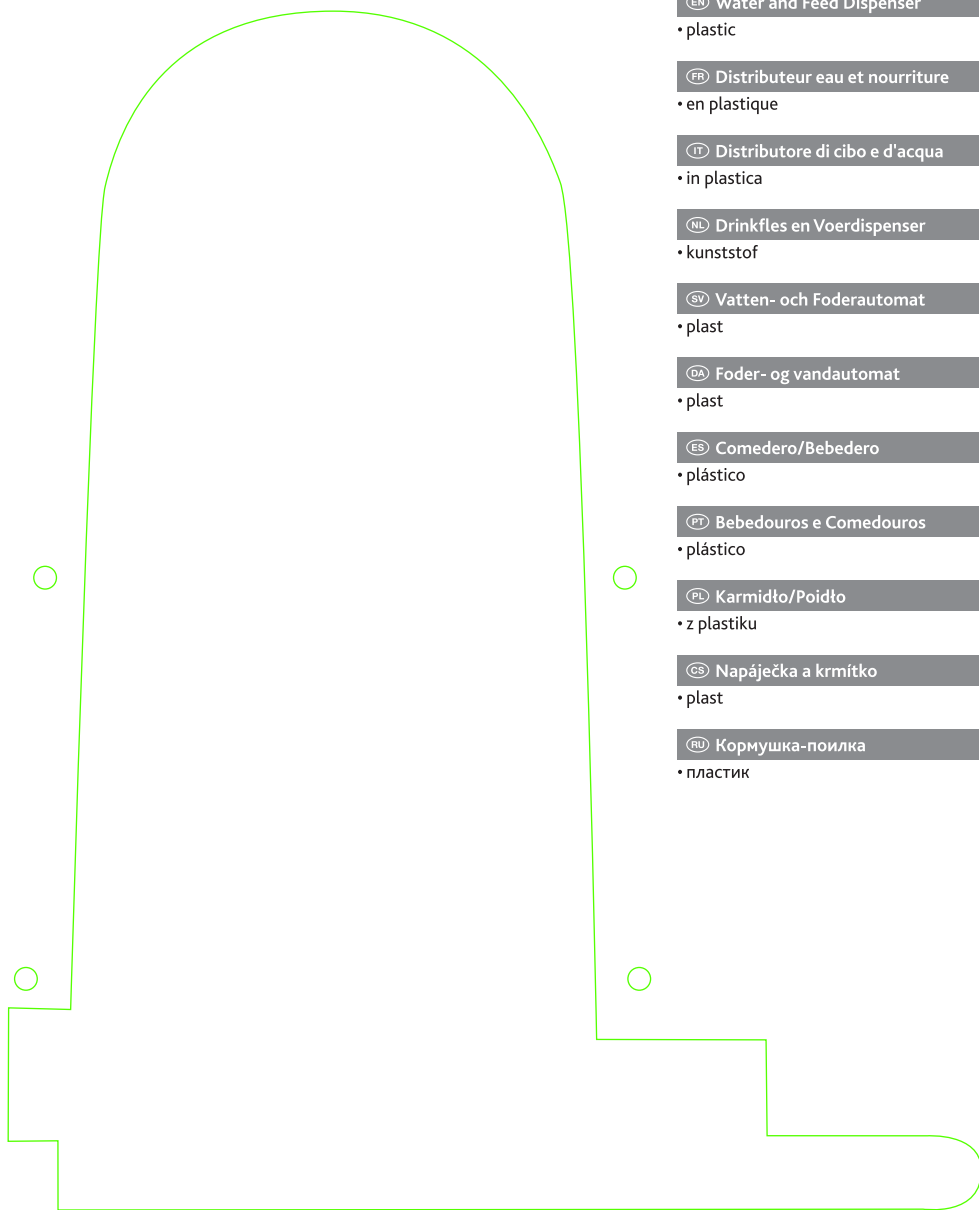 EN Water and Feed Dispenser
• plastic
FR Distributeur eau et nourriture
• en plastique
IT Distributore di cibo e d'acqua
• in plastica
NL Drinkfles en Voerdispenser
• kunststof
SV Vatten- och Foderautomat
• plast
DA Foder- og vandautomat
• plast
ES Comedero/Bebedero
• plástico
PT Bebedouros e Comedouros
• plástico
PL Karmidło/Poidło
• z plastiku
CS Napáječka a krmítko
• plast
RU Кормушка-поилка
• пластик